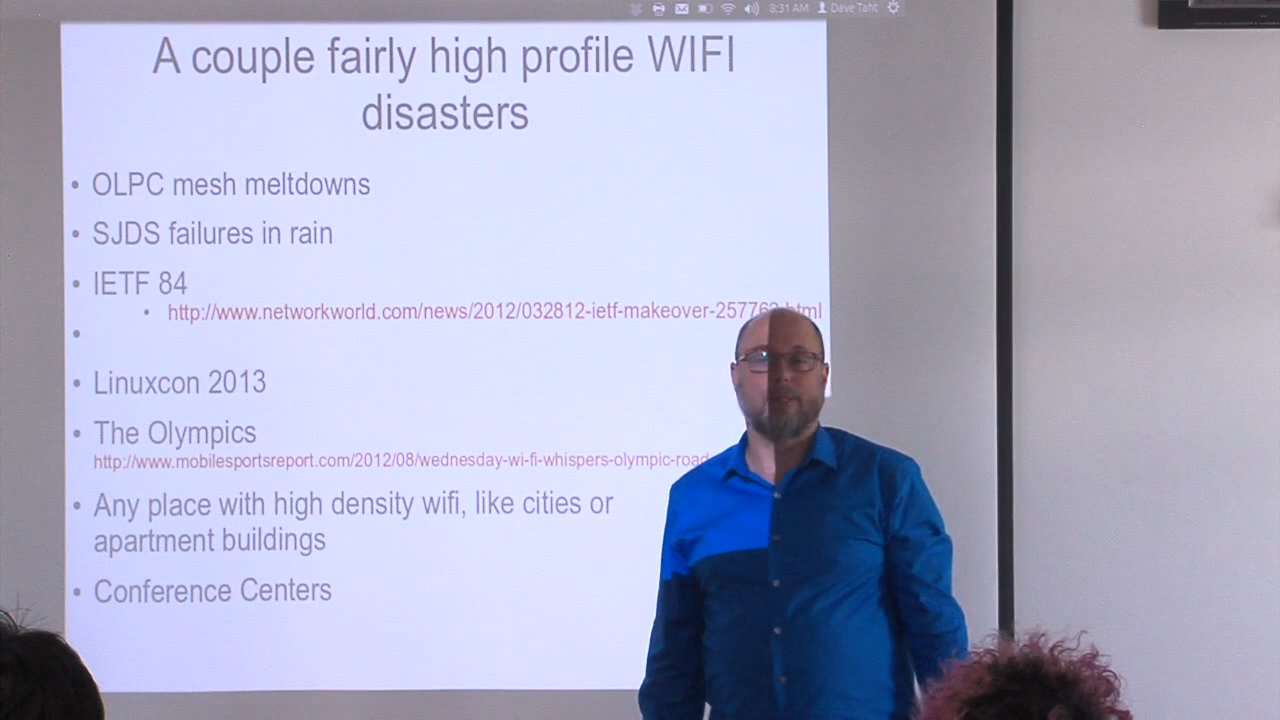 8:31 AM Dave Taht
A couple fairly high profile WIFI
disasters
• OLPC mesh meltdowns
• SJDS failures in rain
• IETF 84
• http://www.networkworld.com/news/2012/032812-ietf-makeover-257762.html
•
• Linuxcon 2013
• The Olympics
http://www.mobilesportsreport.com/2012/08/wednesday-wi-fi-whispers-olympic-road
• Any place with high density wifi, like cities or
apartment buildings
• Conference Centers